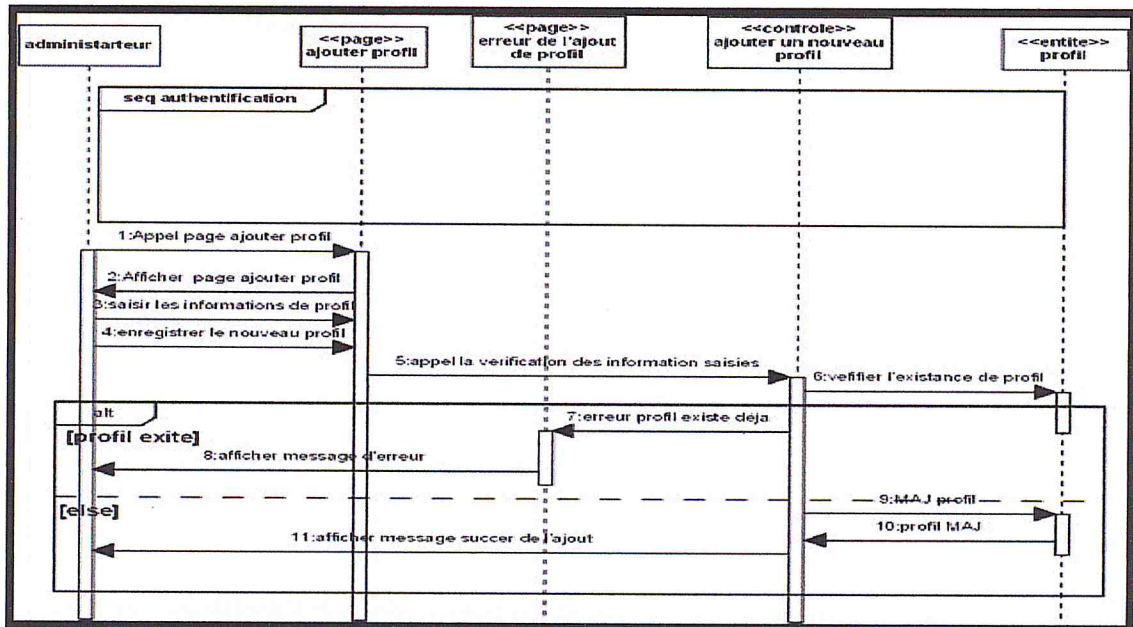 administarteur
<<page>>
ajouter profil
<<page>>
erreur de l'ajout
de profil
<<controle>>
ajouter un nouveau
profil
<<entite>>
profil
seq authentification
1:Appel page ajouter profil
2:Afficher page ajouter profil
3:saisir les informations de profil
4:enregistrer le nouveau profil
5:appel la verification des information saisies
6:vefifier l'existance de profil
alt
[profil exite]
7:erreur profil existe déja
8:afficher message d'erreur
[else]
9:MAJ profil
10:profil MAJ
11:afficher message succer de l'ajout